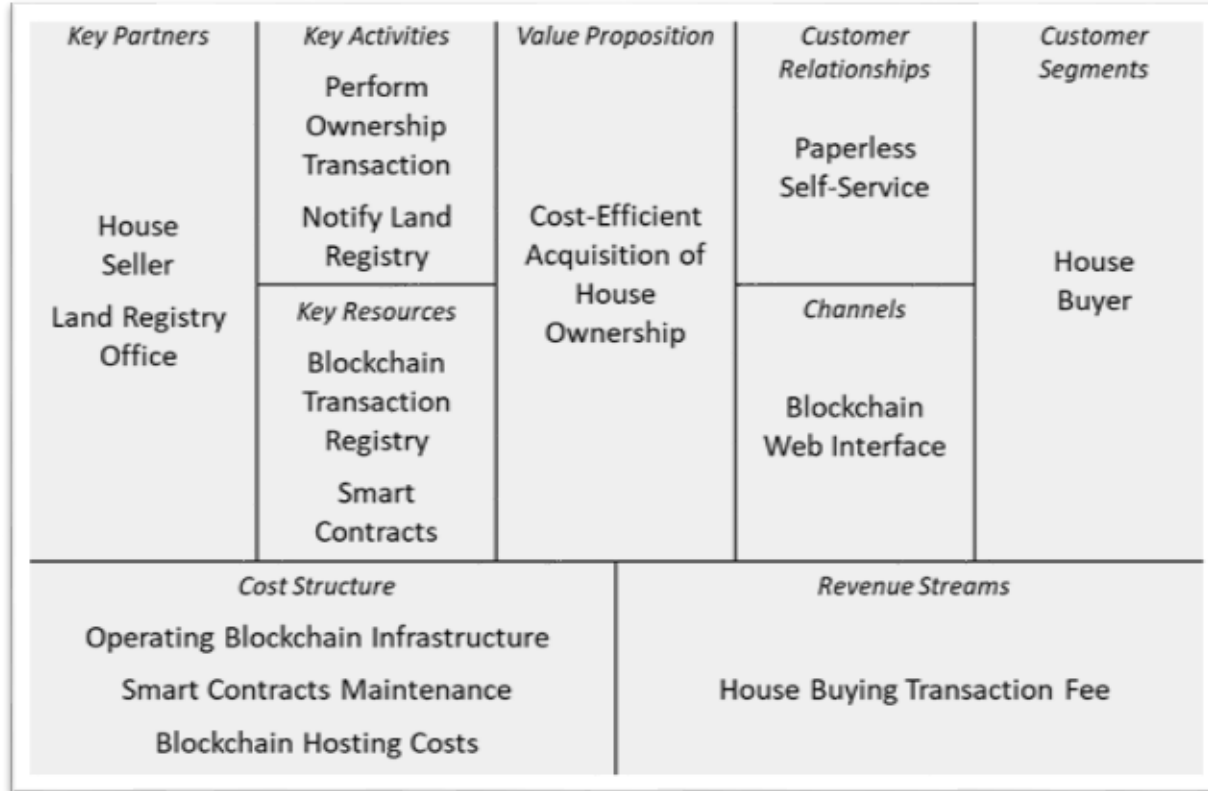 Key Partners
House
Seller
Land Registry
Office
Key Activities
Perform
Ownership
Transaction
Notify Land
Registry
Key Resources
Blockchain
Transaction
Registry
Smart
Contracts
Value Proposition
Cost-Efficient
Acquisition of
House
Ownership
Customer
Relationships
Paperless
Self-Service
Channels
Blockchain
Web Interface
Customer
Segments
House
Buyer
Cost Structure
Operating Blockchain Infrastructure
Smart Contracts Maintenance
Blockchain Hosting Costs
Revenue Streams
House Buying Transaction Fee